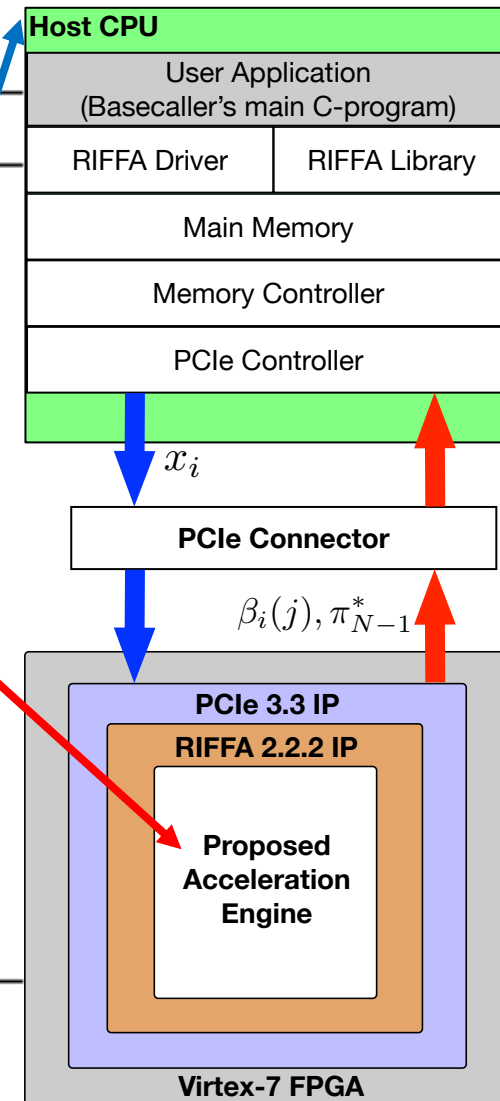 Host CPU
User Application
(Basecaller's main C-program)
RIFFA Driver
RIFFA Library
Main Memory
Memory Controller
PCIe Controller
x_i
PCIe Connector
β_i(j), π*_{N−1}
PCIe 3.3 IP
RIFFA 2.2.2 IP
Proposed
Acceleration
Engine
Virtex-7 FPGA